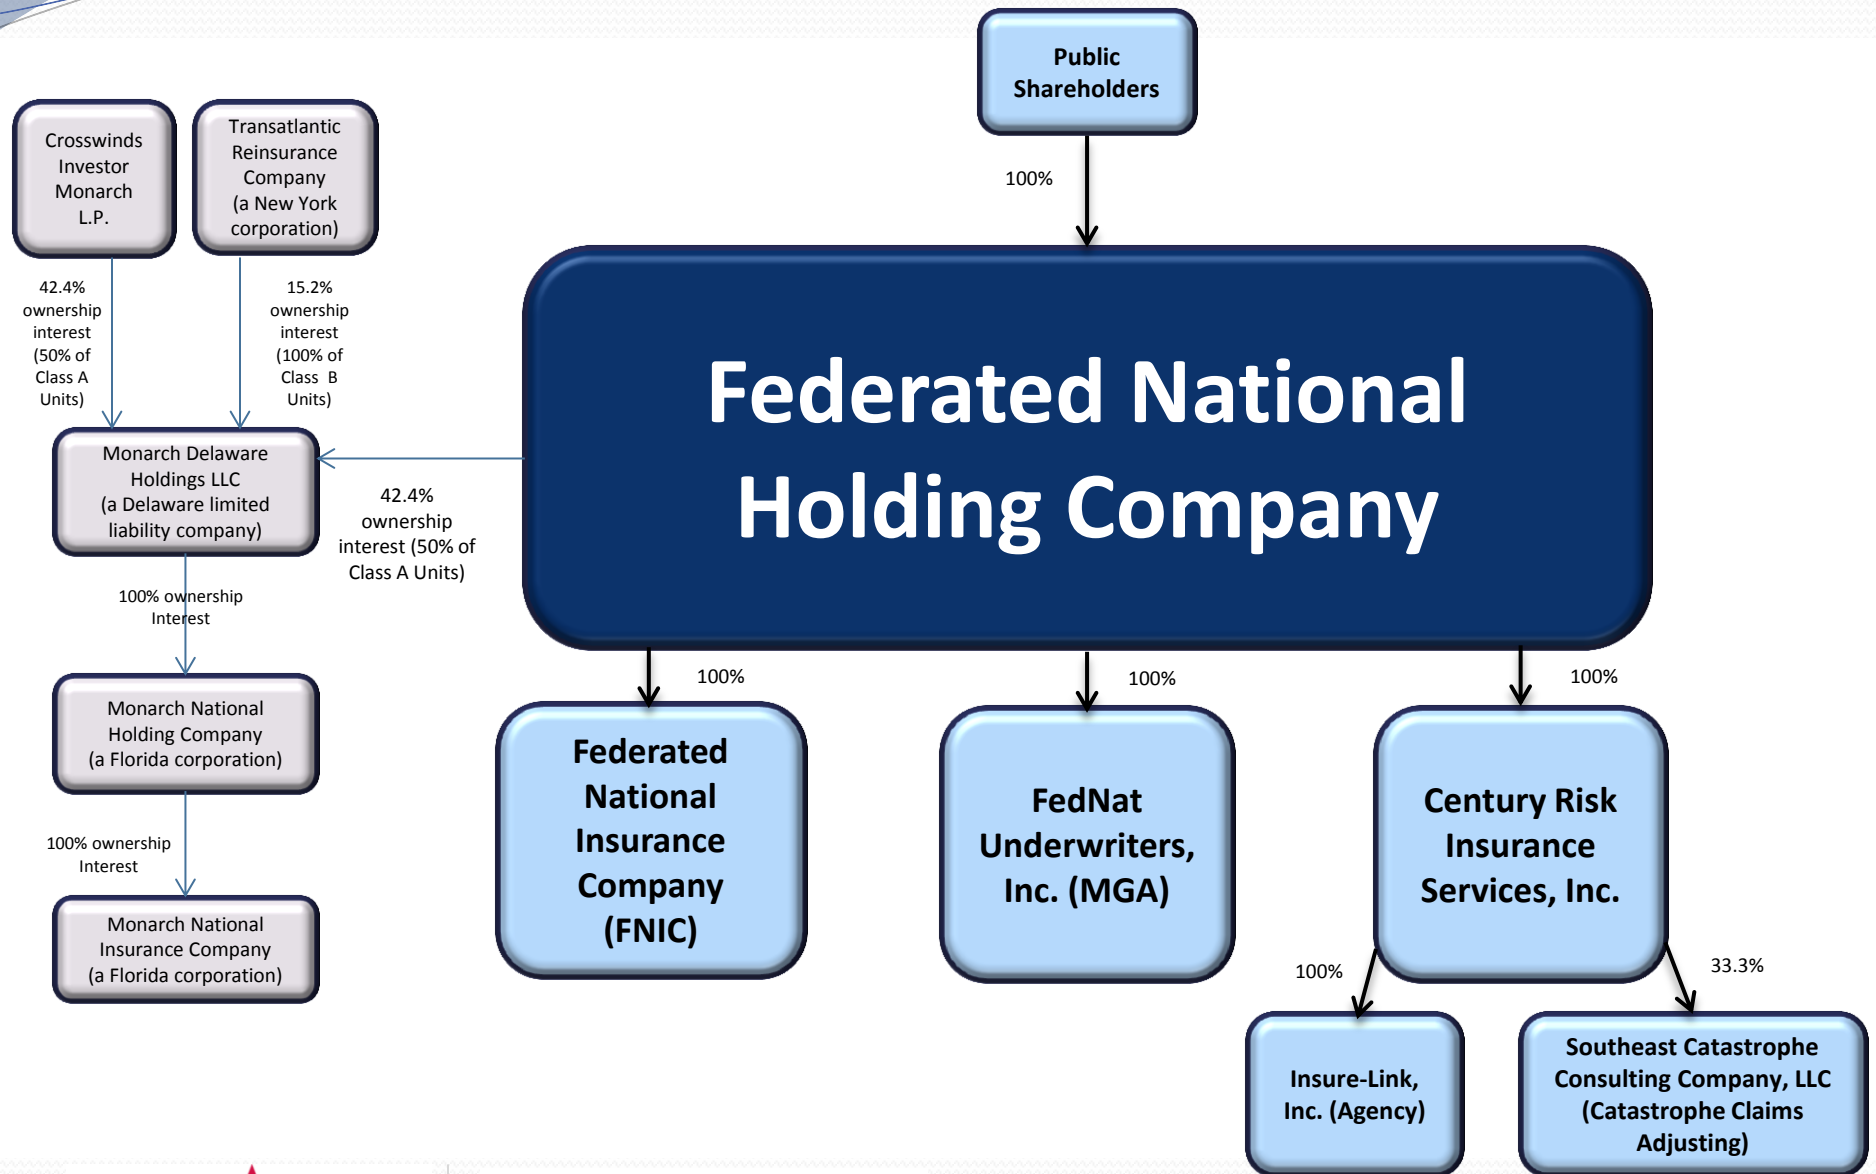 Public
Shareholders
100%
Crosswinds
Investor
Monarch
L.P.
Transatlantic
Reinsurance
Company
(a New York
corporation)
42.4%
ownership
interest
(50% of
Class A
Units)
15.2%
ownership
interest
(100% of
Class B
Units)
Federated National
Holding Company
Monarch Delaware
Holdings LLC
(a Delaware limited
liability company)
42.4%
ownership
interest (50% of
Class A Units)
100% ownership
Interest
Monarch National
Holding Company
(a Florida corporation)
100% ownership
Interest
Monarch National
Insurance Company
(a Florida corporation)
100%
100%
100%
Federated
National
Insurance
Company
(FNIC)
FedNat
Underwriters,
Inc. (MGA)
Century Risk
Insurance
Services, Inc.
100%
33.3%
Insure-Link,
Inc. (Agency)
Southeast Catastrophe
Consulting Company, LLC
(Catastrophe Claims
Adjusting)